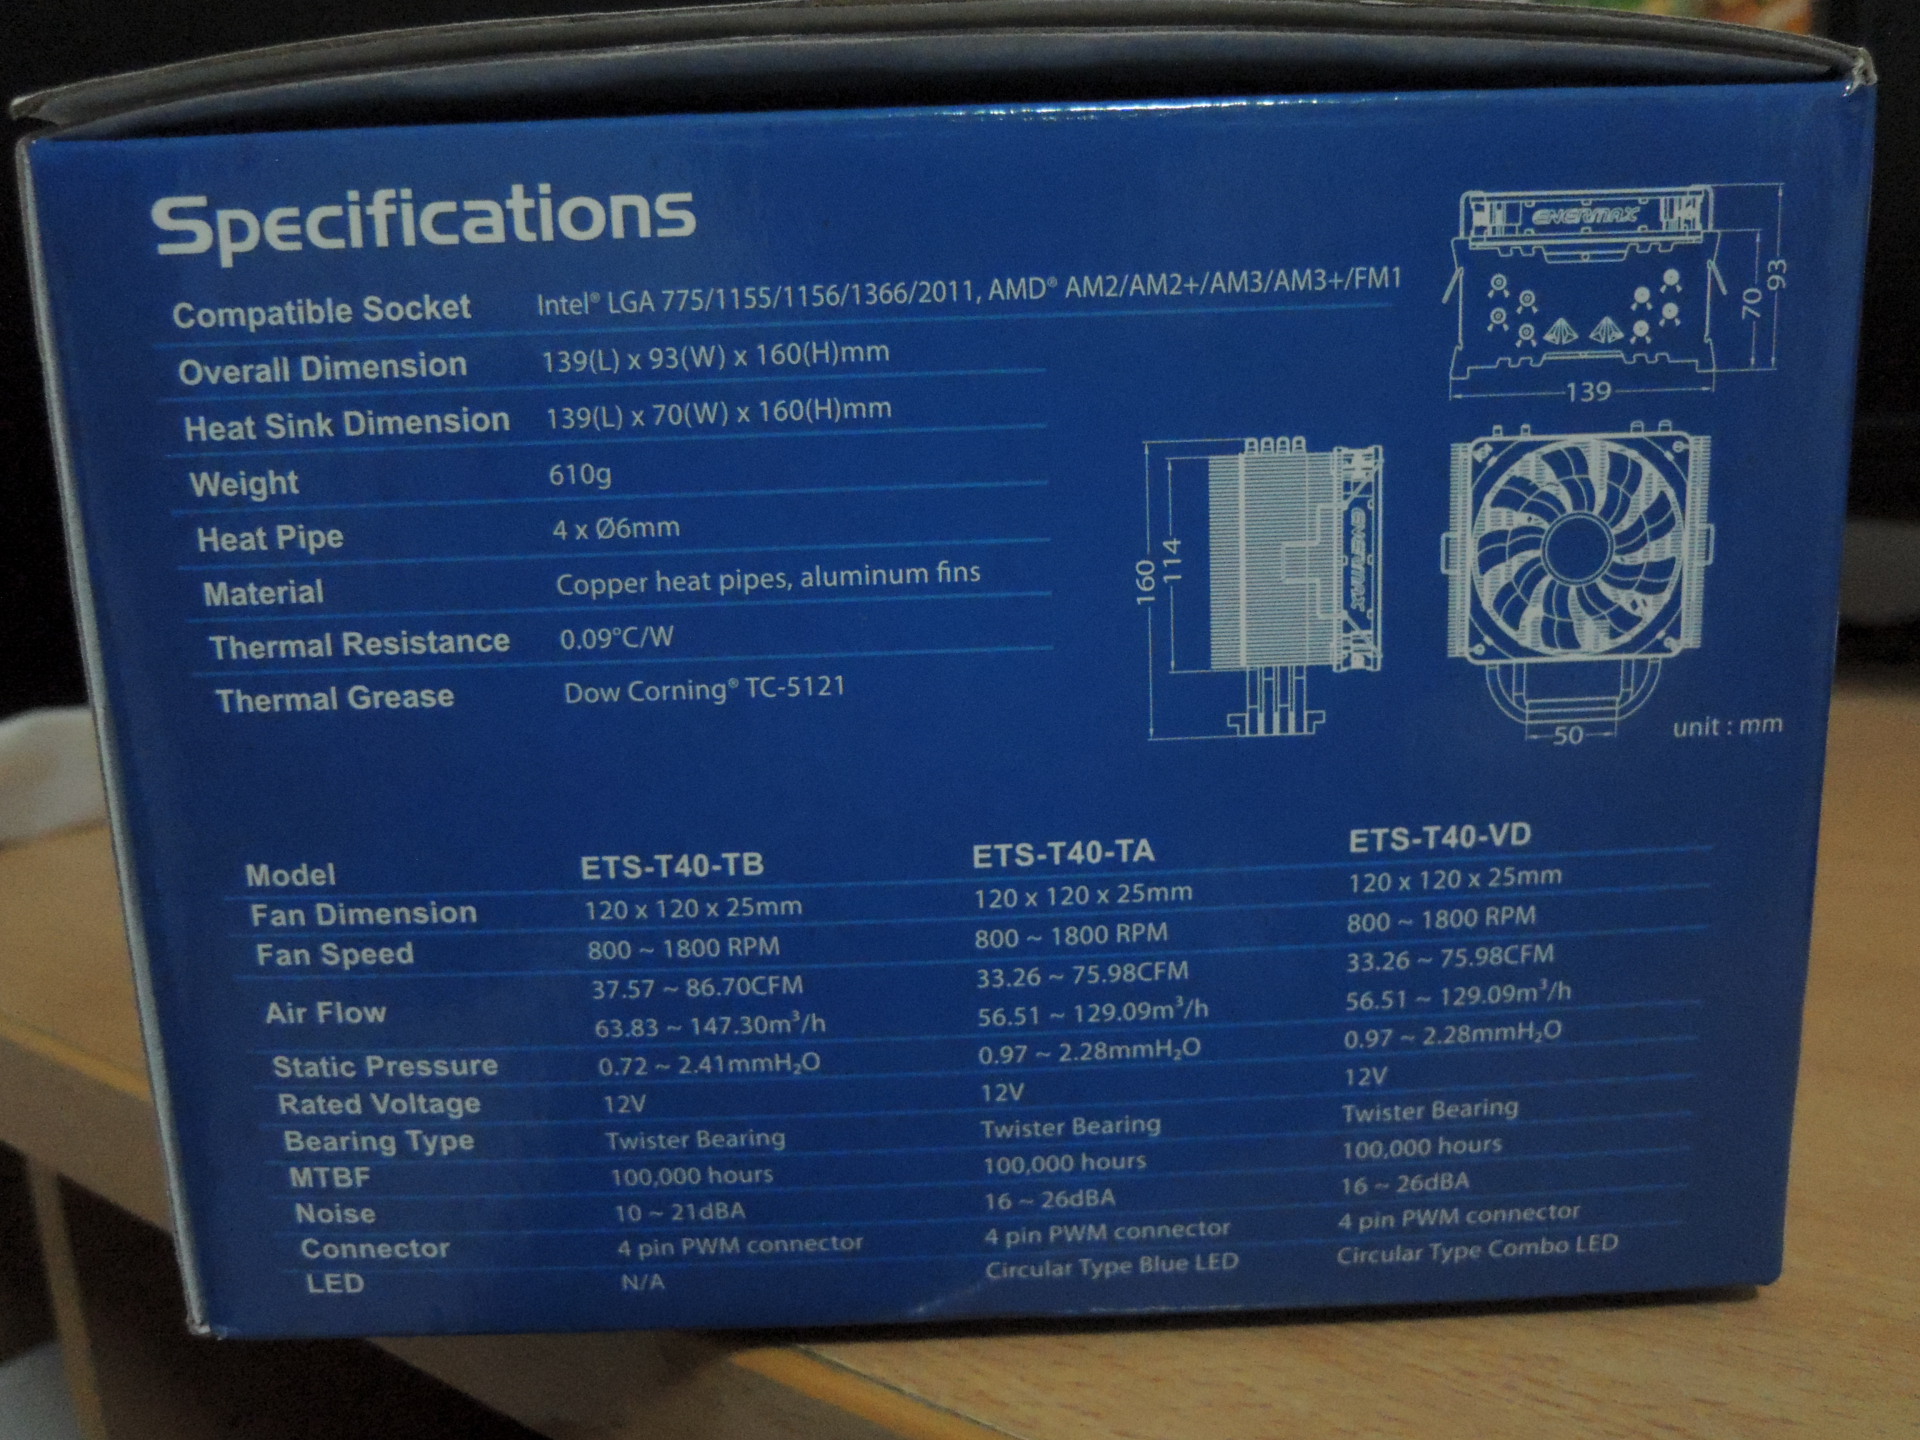 Specifications
Compatible Socket Intel® LGA 775/1155/1156/1366/2011, AMD® AM2/AM2+/AM3/AM3+/FM1
Overall Dimension 139(L) x 93(W) x 160(H)mm
Heat Sink Dimension 139(L) x 70(W) x 160(H)mm
Weight 610g
Heat Pipe 4 x Ø6mm
Material Copper heat pipes, aluminum fins
Thermal Resistance 0.09°C/W
Thermal Grease Dow Corning® TC-5121
ENERMAX
70
93
139
160
114
ENERMAX
50
unit : mm
Model ETS-T40-TB ETS-T40-TA ETS-T40-VD
Fan Dimension 120 x 120 x 25mm 120 x 120 x 25mm 120 x 120 x 25mm
Fan Speed 800 ~ 1800 RPM 800 ~ 1800 RPM 800 ~ 1800 RPM
Air Flow 37.57 ~ 86.70CFM 33.26 ~ 75.98CFM 33.26 ~ 75.98CFM
63.83 ~ 147.30m³/h 56.51 ~ 129.09m³/h 56.51 ~ 129.09m³/h
Static Pressure 0.72 ~ 2.41mmH₂O 0.97 ~ 2.28mmH₂O 0.97 ~ 2.28mmH₂O
Rated Voltage 12V 12V 12V
Bearing Type Twister Bearing Twister Bearing Twister Bearing
MTBF 100,000 hours 100,000 hours 100,000 hours
Noise 10 ~ 21dBA 16 ~ 26dBA 16 ~ 26dBA
Connector 4 pin PWM connector 4 pin PWM connector 4 pin PWM connector
LED N/A Circular Type Blue LED Circular Type Combo LED